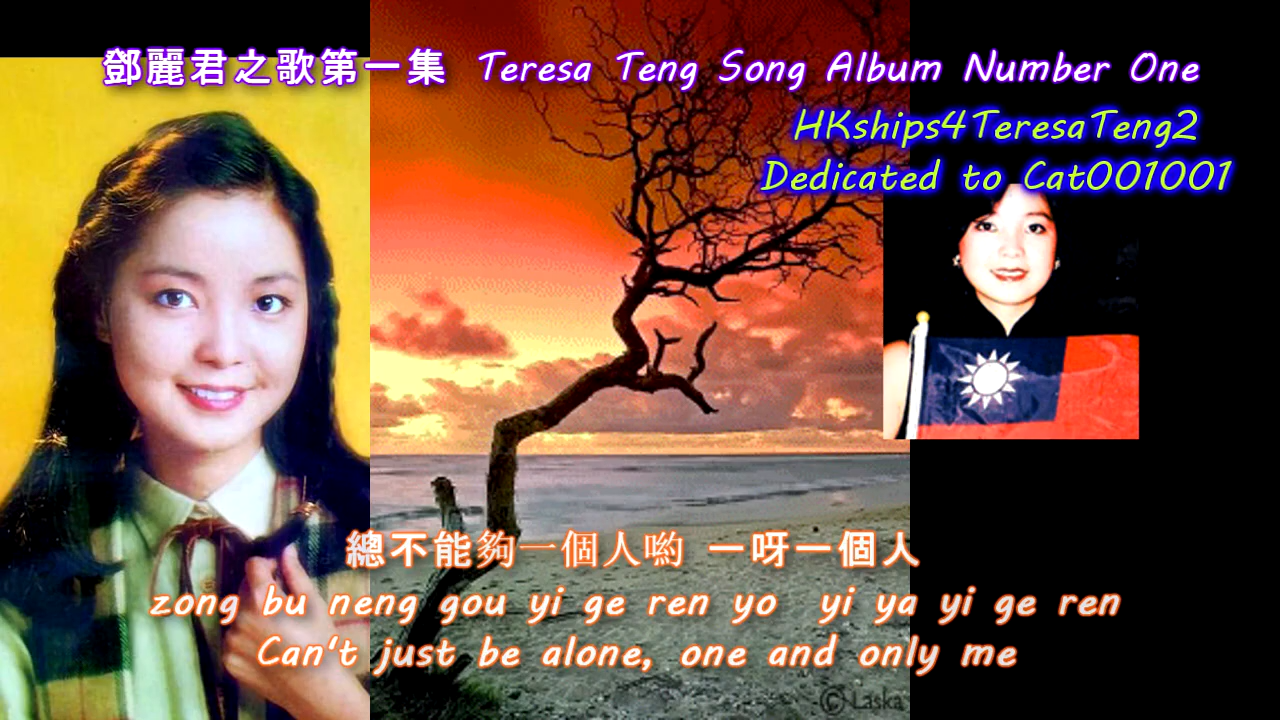 鄧麗君之歌第一集 Teresa Teng Song Album Number One
HKships4TeresaTeng2
Dedicated to Cat001001
總不能夠一個人喲 一呀一個人
zong bu neng gou yi ge ren yo yi ya yi ge ren
Can't just be alone, one and only me
© Laska